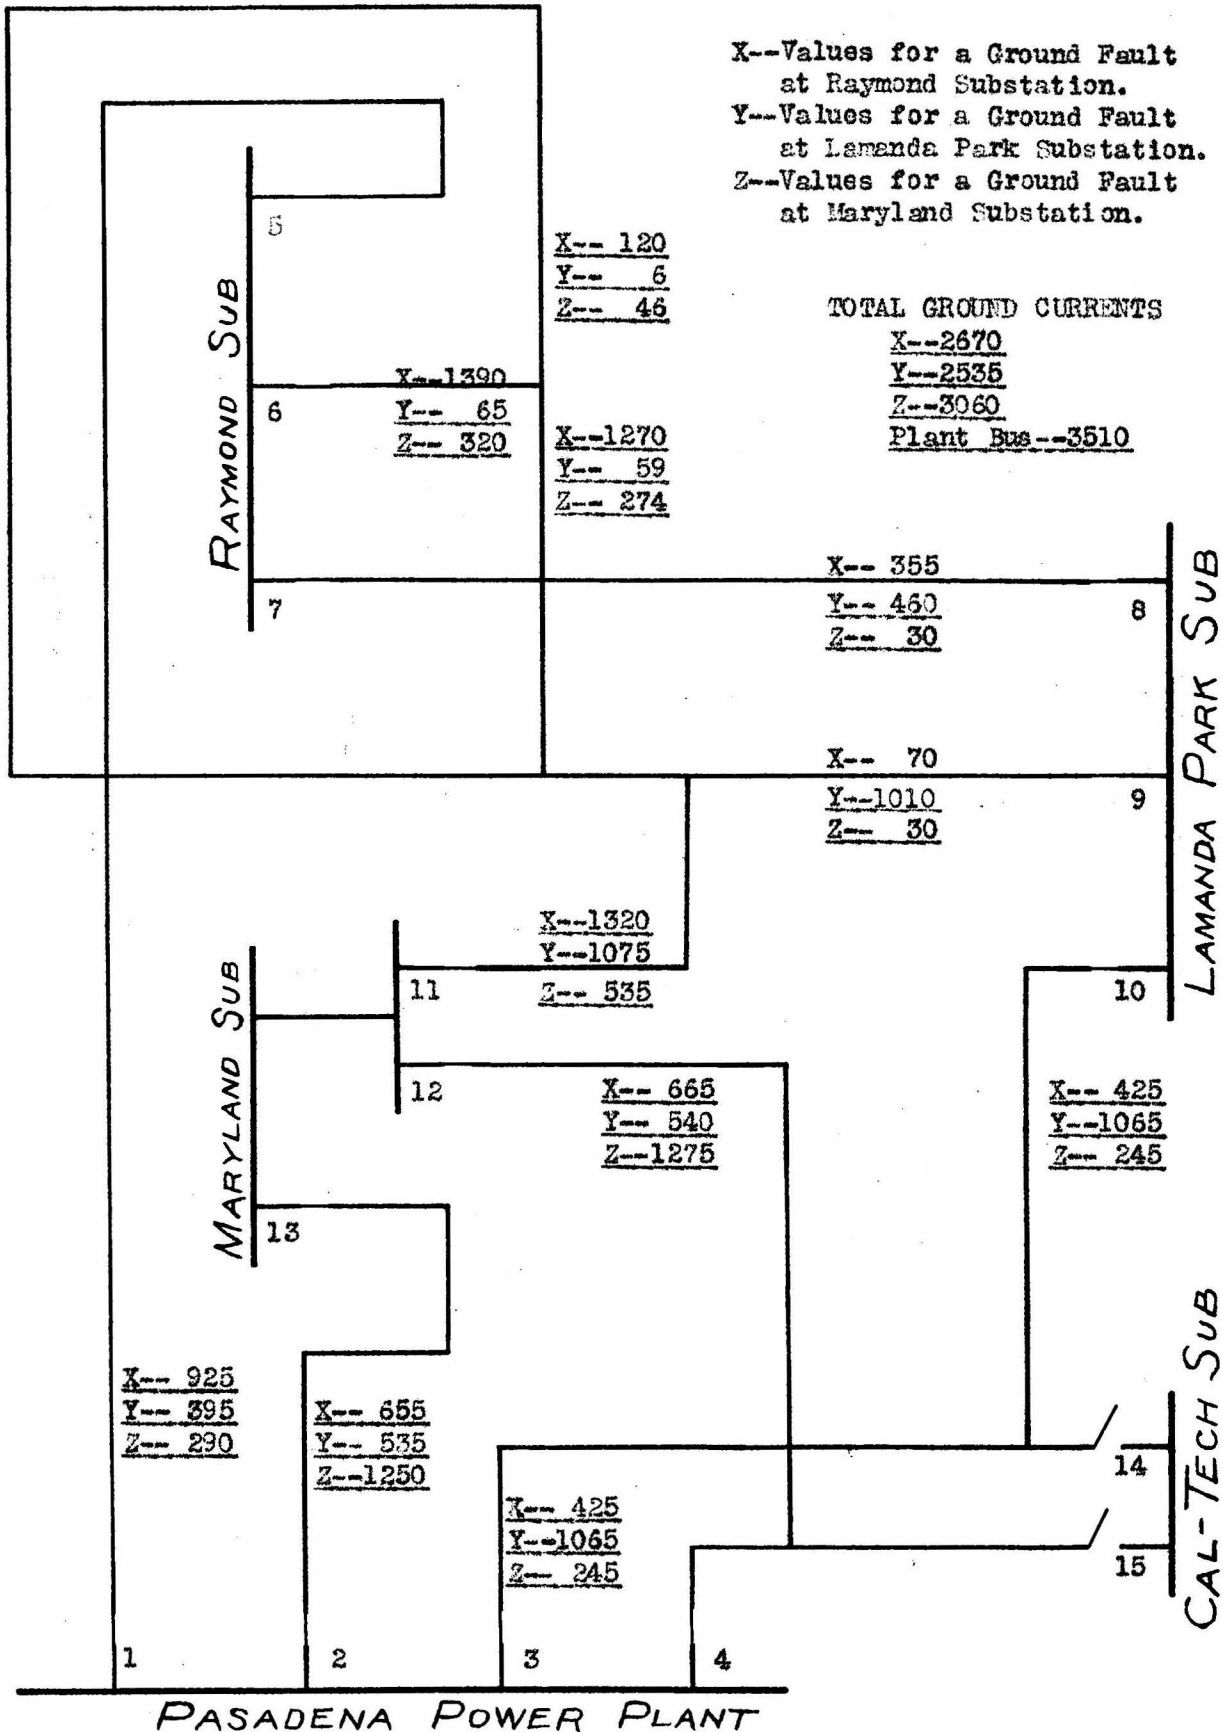 X--Values for a Ground Fault
at Raymond Substation.
Y--Values for a Ground Fault
at Lamanda Park Substation.
Z--Values for a Ground Fault
at Maryland Substation.
TOTAL GROUND CURRENTS
X--2670
Y--2535
Z--3060
Plant Bus--3510
RAYMOND SUB
5
6
7
X-- 120
Y-- 6
Z-- 46
X--1390
Y-- 65
Z-- 320
X--1270
Y-- 59
Z-- 274
X-- 355
Y-- 460
Z-- 30
8
X-- 70
Y--1010
Z-- 30
9
10
LAMANDA PARK SUB
X--1320
Y--1075
Z-- 535
11
12
13
MARYLAND SUB
X-- 665
Y-- 540
Z--1275
X-- 425
Y--1065
Z-- 245
X-- 925
Y-- 395
Z-- 290
X-- 655
Y-- 535
Z--1250
X-- 425
Y--1065
Z-- 245
14
15
CAL-TECH SUB
1
2
3
4
PASADENA POWER PLANT